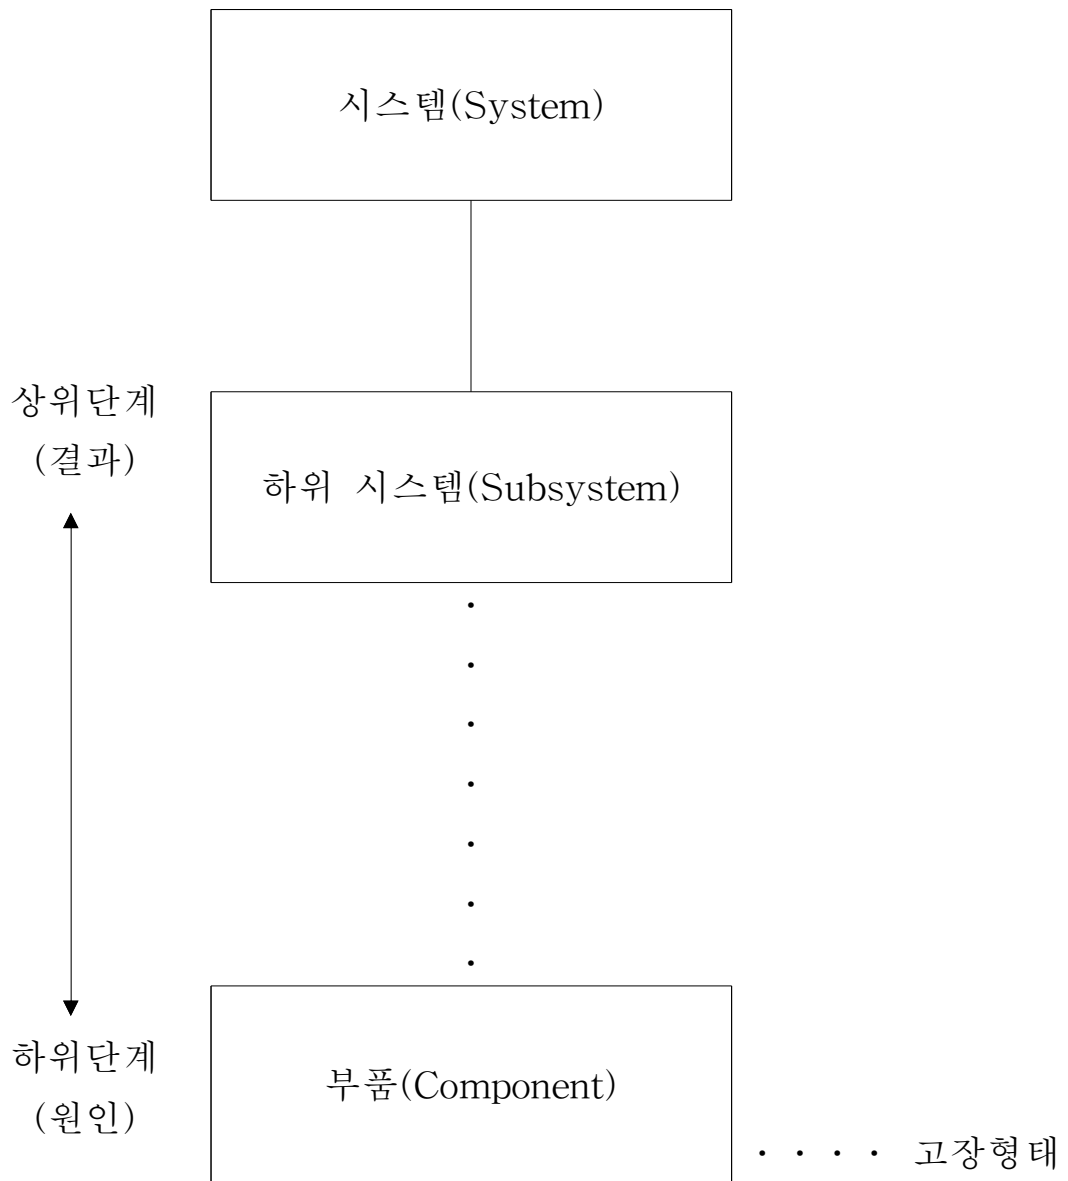 시스템(System)
상위단계
(결과)
하위 시스템(Subsystem)
하위단계
(원인)
부품(Component)
· · · · 고장형태